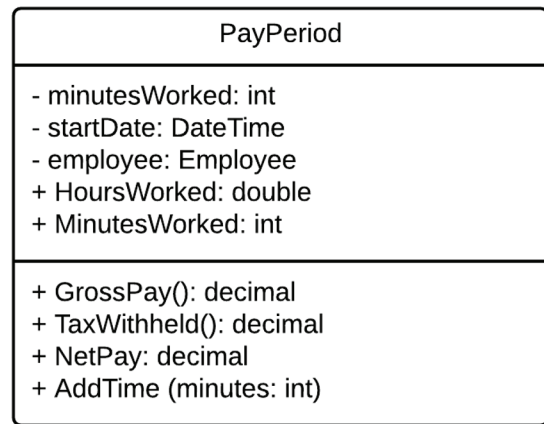 PayPeriod
- minutesWorked: int
- startDate: DateTime
- employee: Employee
+ HoursWorked: double
+ MinutesWorked: int
+ GrossPay(): decimal
+ TaxWithheld(): decimal
+ NetPay: decimal
+ AddTime (minutes: int)